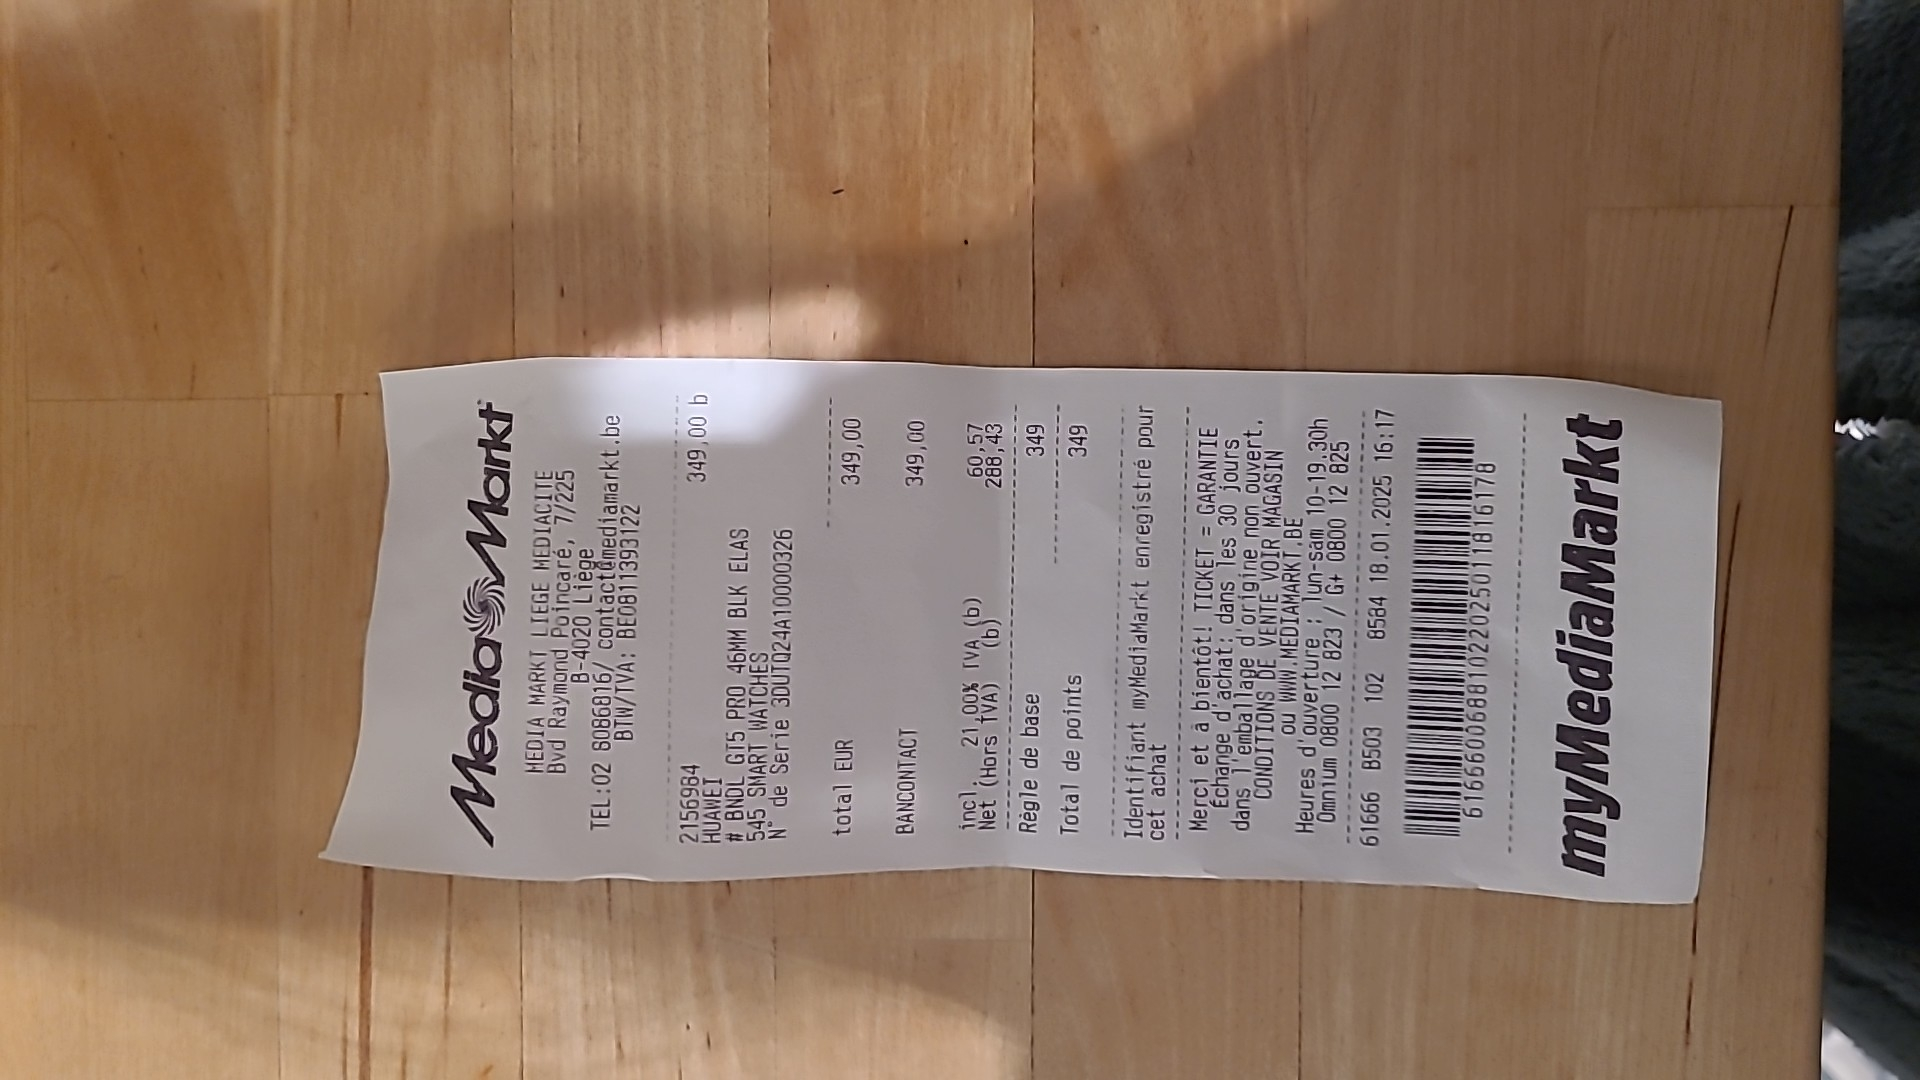 Media Markt
MEDIA MARKT LIEGE MEDIACITE
Bvd Raymond Poincaré, 7/225
B-4020 Liege
TEL:02 6086816/ contact@mediamarkt.be
BTW/TVA: BE0811393122
2156984 349,00 b
HUAWEI
# BNDL GT5 PRO 46MM BLK ELAS
545 SMART WATCHES
N° de Série 3DUTQ24A10000326
total EUR 349,00
BANCONTACT 349,00
incl. 21,00% TVA (b) 60,57
Net (Hors TVA) (b) 288,43
Règle de base 349
Total de points 349
Identifiant myMediaMarkt enregistré pour
cet achat
Merci et à bientôt! TICKET = GARANTIE
Échange d'achat: dans les 30 jours
dans l'emballage d'origine non ouvert.
CONDITIONS DE VENTE VOIR MAGASIN
ou WWW.MEDIAMARKT.BE
Heures d'ouverture : lun-sam 10-19.30h
Omnium 0800 12 823 / G+ 0800 12 825
61666 B503 102 8584 18.01.2025 16:17
6166600688102202501181616178
myMediaMarkt